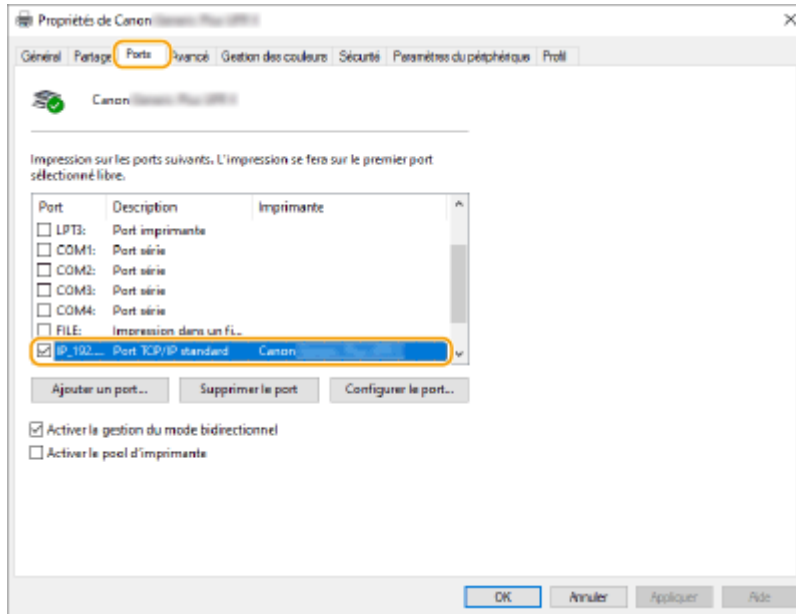 Propriétés de Canon
Général Partage Ports Avancé Gestion des couleurs Sécurité Paramètres du périphérique Profil
Canon
Impression sur les ports suivants. L'impression se fera sur le premier port
sélectionné libre.
Port Description Imprimante
LPT3: Port imprimante
COM1: Port série
COM2: Port série
COM3: Port série
COM4: Port série
FILE: Impression dans un fi...
IP_192.... Port TCP/IP standard Canon
Ajouter un port... Supprimer le port Configurer le port...
Activer la gestion du mode bidirectionnel
Activer le pool d'imprimante
OK Annuler Appliquer Aide